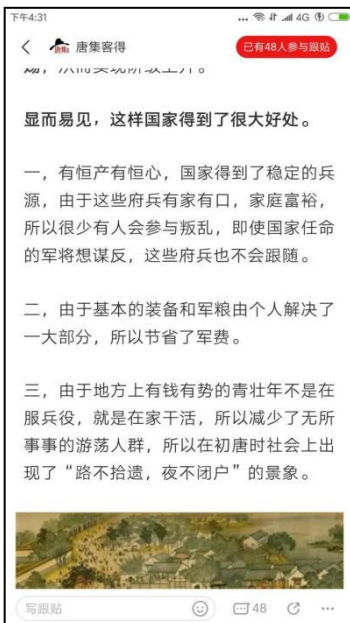 下午4:31
... 4G
唐集
唐集客得
已有48人参与跟贴
显而易见，这样国家得到了很大好处。
一，有恒产有恒心，国家得到了稳定的兵
源，由于这些府兵有家有口，家庭富裕，
所以很少有人会参与叛乱，即使国家任命
的军将想谋反，这些府兵也不会跟随。
二，由于基本的装备和军粮由个人解决了
一大部分，所以节省了军费。
三，由于地方上有钱有势的青壮年不是在
服兵役，就是在家干活，所以减少了无所
事事的游荡人群，所以在初唐时社会上出
现了“路不拾遗，夜不闭户”的景象。
写跟贴
48